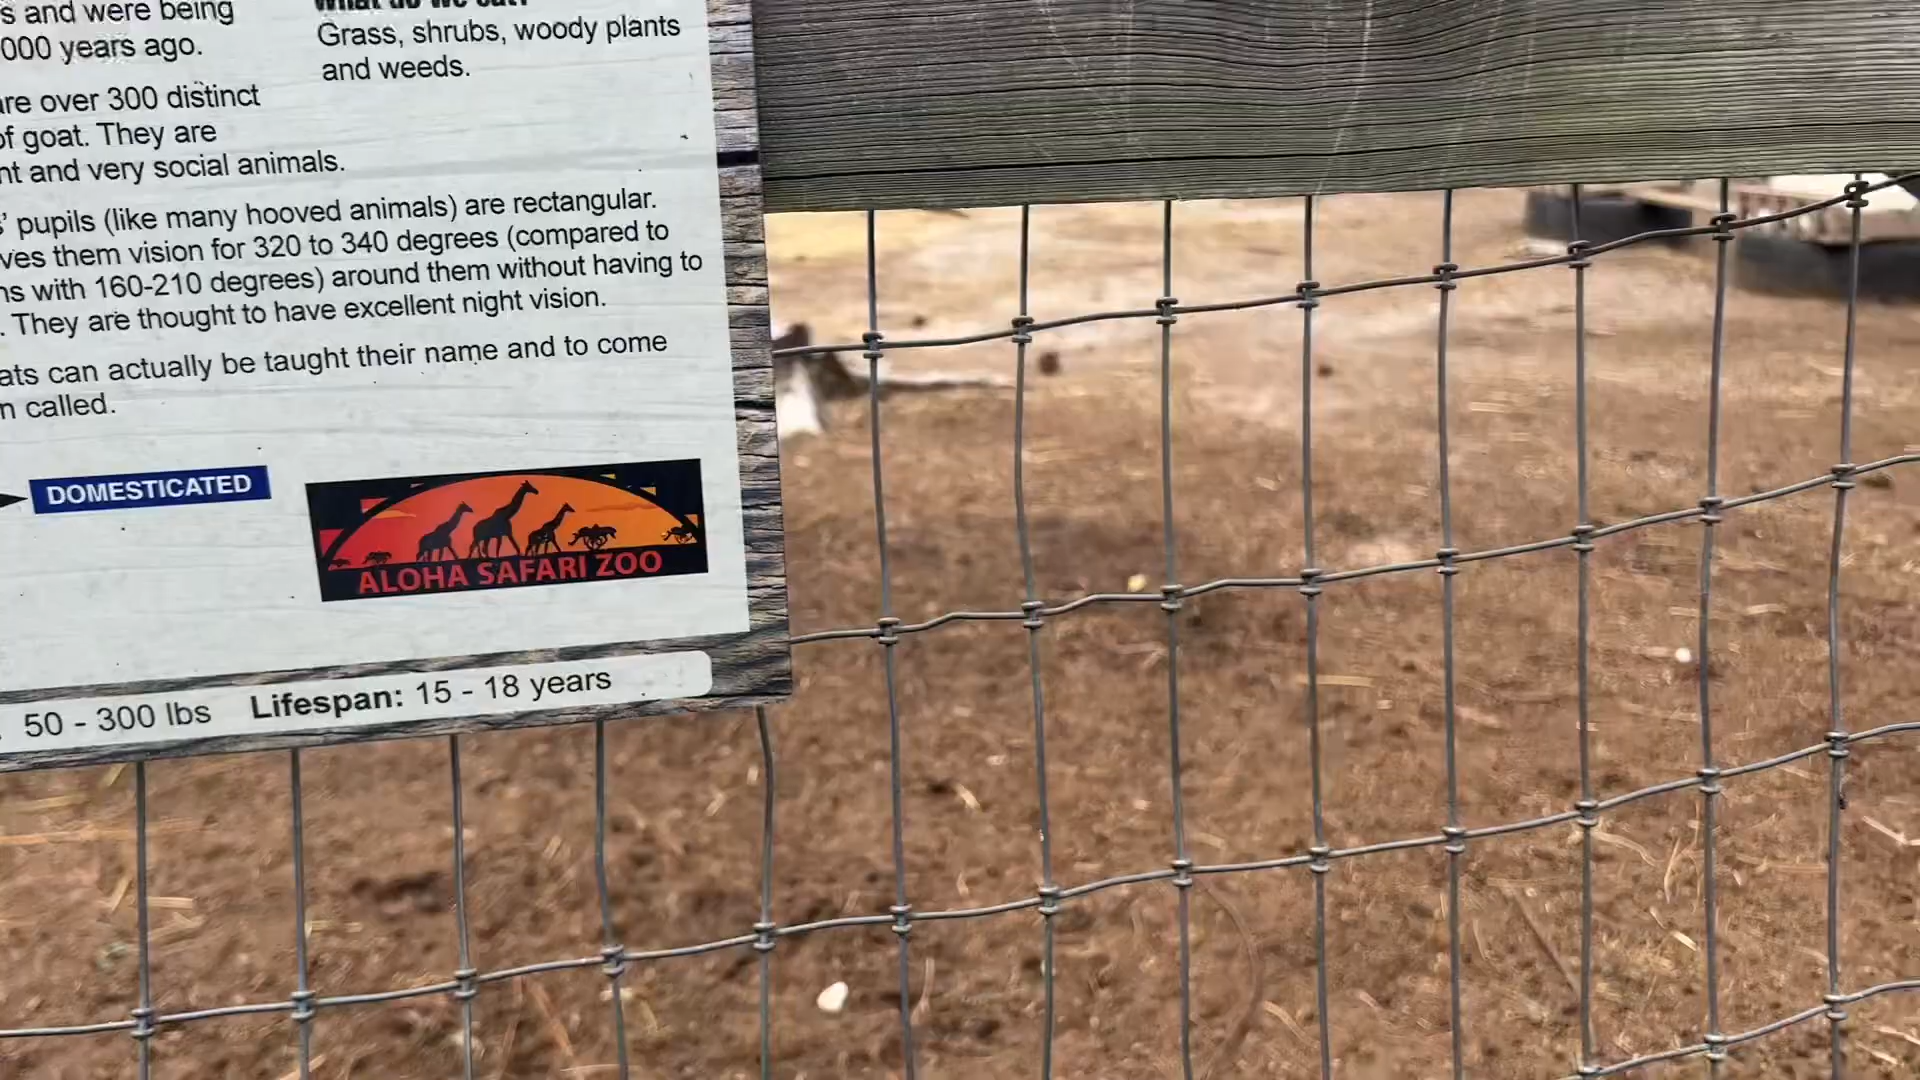 s and were being
000 years ago.
are over 300 distinct
of goat. They are
nt and very social animals.
What do we eat?
Grass, shrubs, woody plants
and weeds.
s' pupils (like many hooved animals) are rectangular.
ves them vision for 320 to 340 degrees (compared to
ns with 160-210 degrees) around them without having to
. They are thought to have excellent night vision.
ats can actually be taught their name and to come
n called.
DOMESTICATED
ALOHA SAFARI ZOO
50 - 300 lbs Lifespan: 15 - 18 years